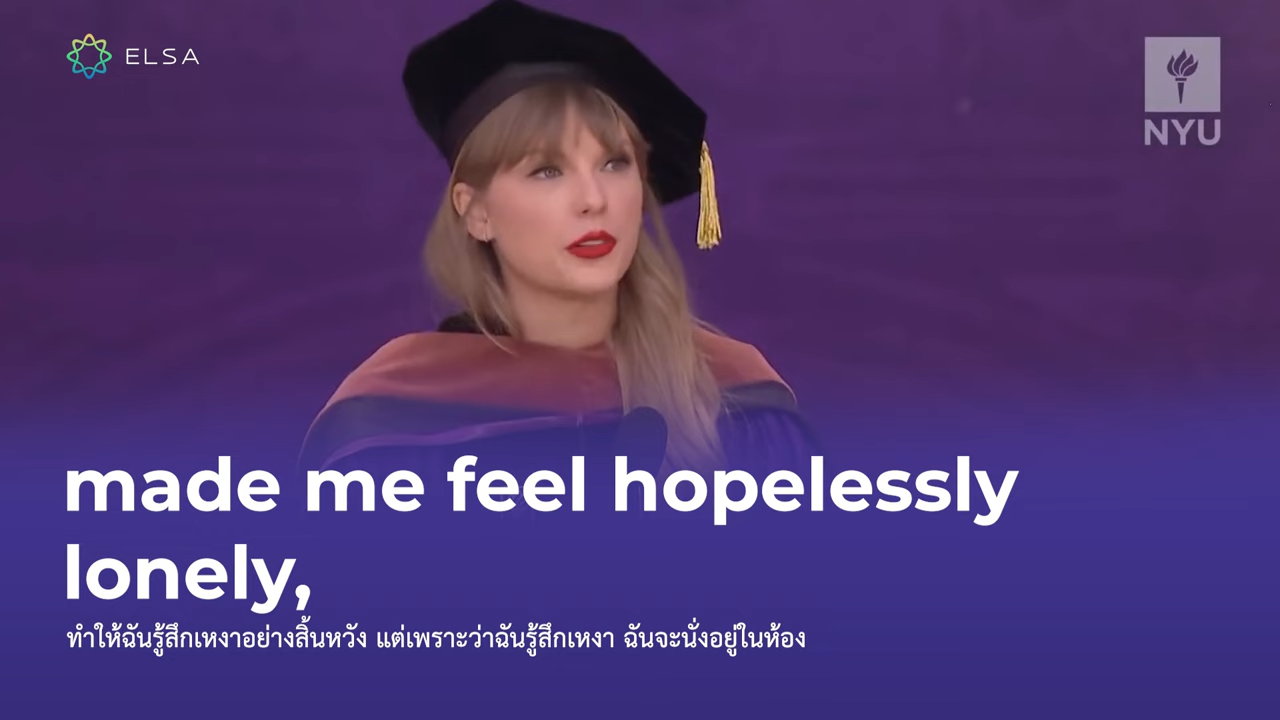 ELSA
NYU
made me feel hopelessly
lonely,
ทำให้ฉันรู้สึกเหงาอย่างสิ้นหวัง แต่เพราะว่าฉันรู้สึกเหงา ฉันจะนั่งอยู่ในห้อง